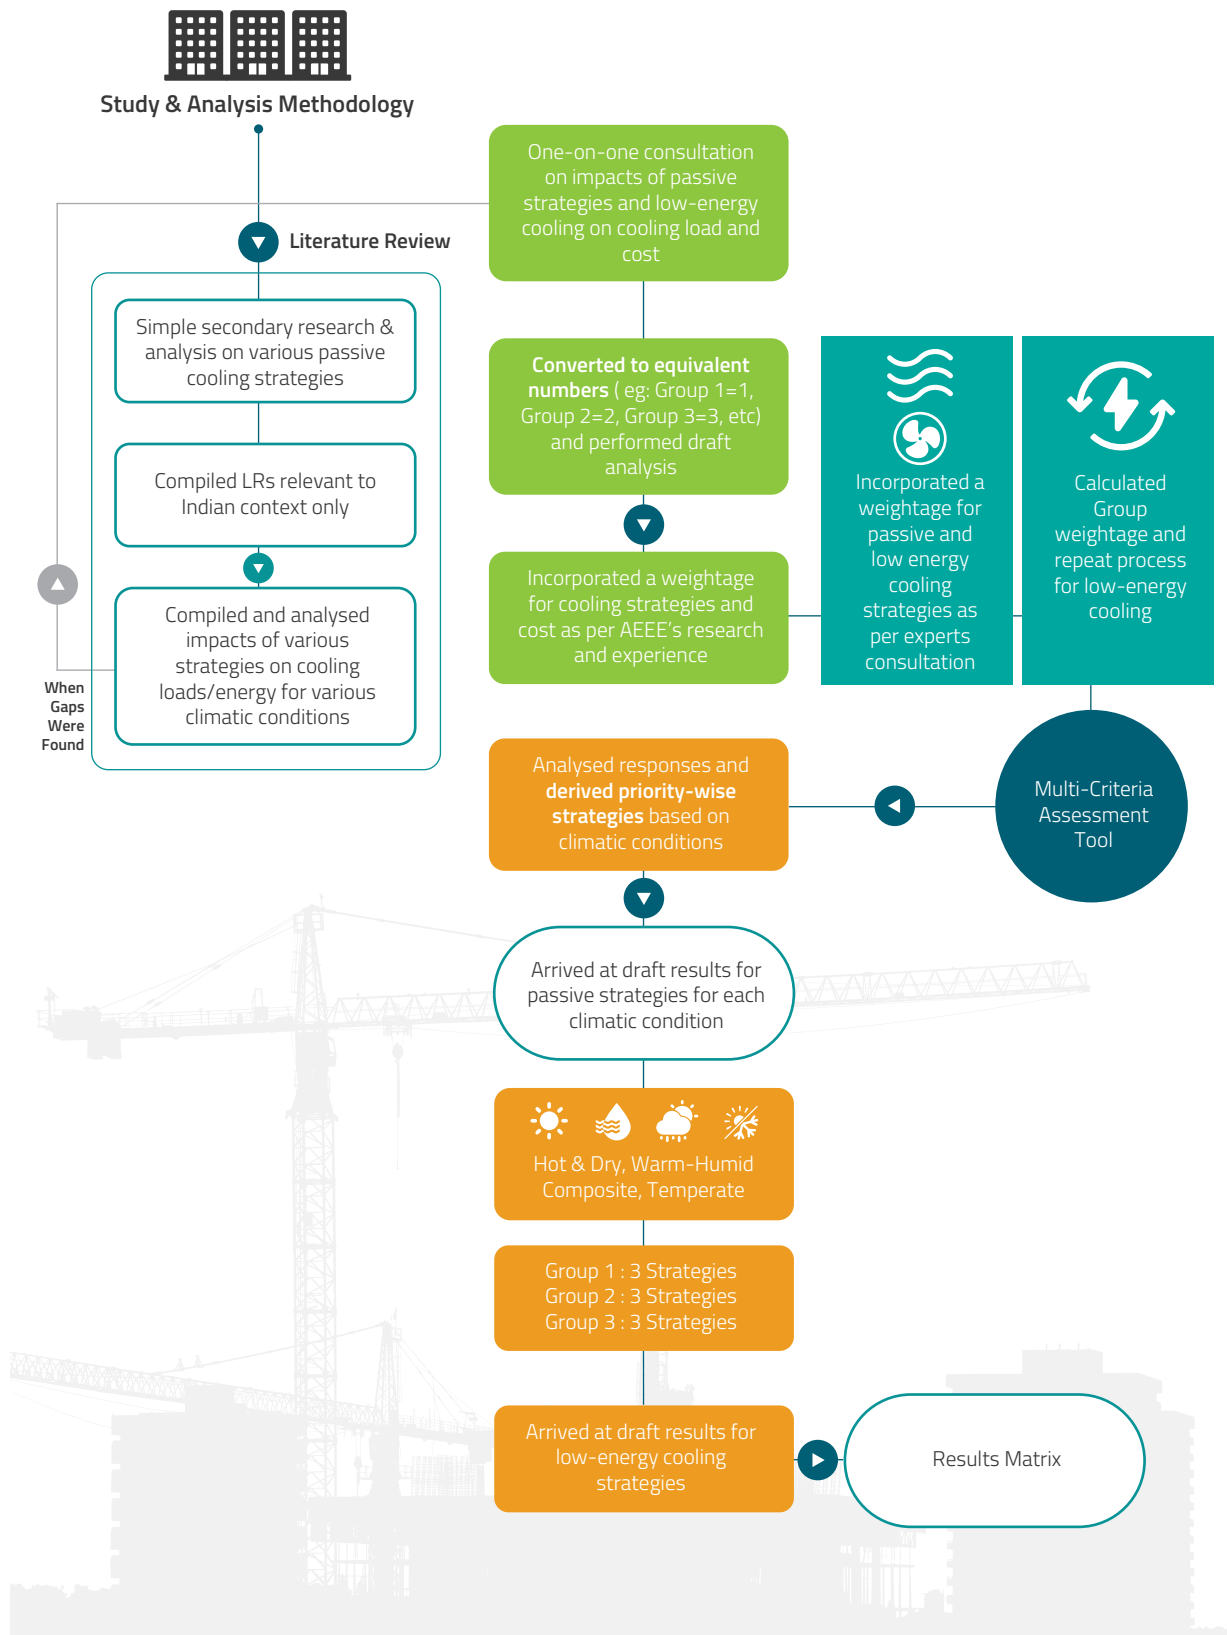 Study & Analysis Methodology
Literature Review
Simple secondary research &
analysis on various passive
cooling strategies
Compiled LRs relevant to
Indian context only
Compiled and analysed
impacts of various
strategies on cooling
loads/energy for various
climatic conditions
When
Gaps
Were
Found
One-on-one consultation
on impacts of passive
strategies and low-energy
cooling on cooling load and
cost
Converted to equivalent
numbers ( eg: Group 1=1,
Group 2=2, Group 3=3, etc)
and performed draft
analysis
Incorporated a weightage
for cooling strategies and
cost as per AEEE's research
and experience
Incorporated a
weightage for
passive and
low energy
cooling
strategies as
per experts
consultation
Calculated
Group
weightage and
repeat process
for low-energy
cooling
Multi-Criteria
Assessment
Tool
Analysed responses and
derived priority-wise
strategies based on
climatic conditions
Arrived at draft results for
passive strategies for each
climatic condition
Hot & Dry, Warm-Humid
Composite, Temperate
Group 1 : 3 Strategies
Group 2 : 3 Strategies
Group 3 : 3 Strategies
Arrived at draft results for
low-energy cooling
strategies
Results Matrix